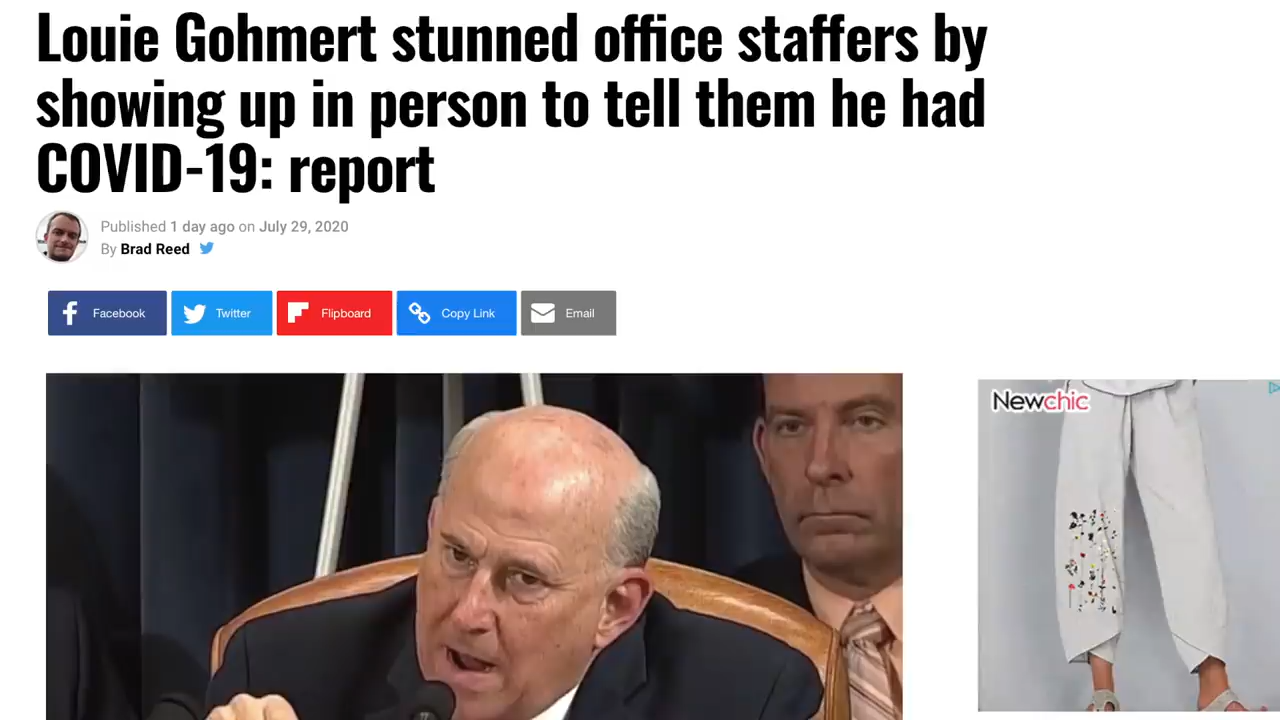 Louie Gohmert stunned office staffers by
showing up in person to tell them he had
COVID-19: report
Published 1 day ago on July 29, 2020
By Brad Reed
Facebook
Twitter
Flipboard
Copy Link
Email
Newchic